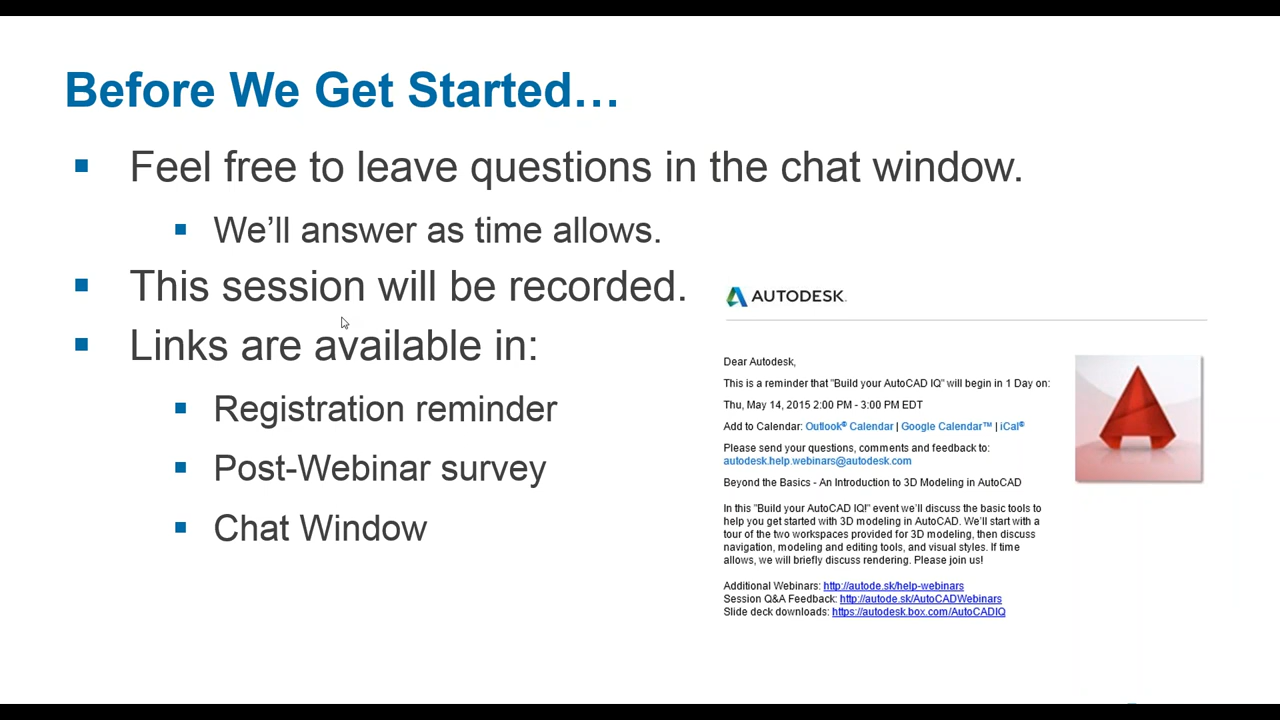 Before We Get Started…
Feel free to leave questions in the chat window.
We'll answer as time allows.
This session will be recorded.
Links are available in:
Registration reminder
Post-Webinar survey
Chat Window
AUTODESK.
Dear Autodesk,
This is a reminder that "Build your AutoCAD IQ" will begin in 1 Day on:
Thu, May 14, 2015 2:00 PM - 3:00 PM EDT
Add to Calendar: Outlook® Calendar | Google Calendar™ | iCal®
Please send your questions, comments and feedback to:
autodesk.help.webinars@autodesk.com
Beyond the Basics - An Introduction to 3D Modeling in AutoCAD
In this "Build your AutoCAD IQ!" event we'll discuss the basic tools to
help you get started with 3D modeling in AutoCAD. We'll start with a
tour of the two workspaces provided for 3D modeling, then discuss
navigation, modeling and editing tools, and visual styles. If time
allows, we will briefly discuss rendering. Please join us!
Additional Webinars: http://autode.sk/help-webinars
Session Q&A Feedback: http://autode.sk/AutoCADWebinars
Slide deck downloads: https://autodesk.box.com/AutoCADIQ